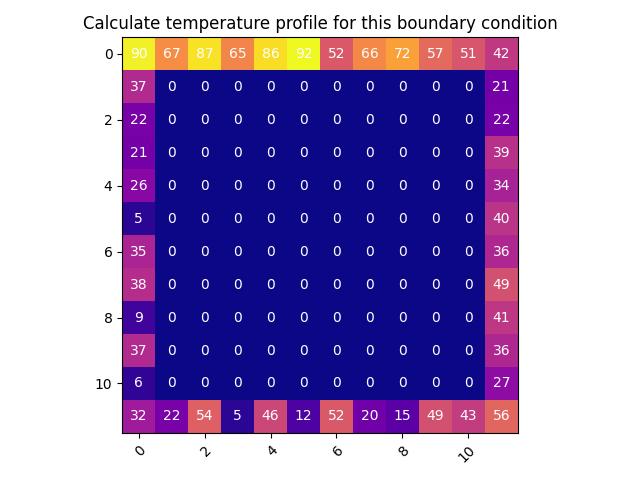 Calculate temperature profile for this boundary condition
0 90 67 87 65 86 92 52 66 72 57 51 42
37 0 0 0 0 0 0 0 0 0 0 21
2 22 0 0 0 0 0 0 0 0 0 0 22
21 0 0 0 0 0 0 0 0 0 0 39
4 26 0 0 0 0 0 0 0 0 0 0 34
5 0 0 0 0 0 0 0 0 0 0 40
6 35 0 0 0 0 0 0 0 0 0 0 36
38 0 0 0 0 0 0 0 0 0 0 49
8 9 0 0 0 0 0 0 0 0 0 0 41
37 0 0 0 0 0 0 0 0 0 0 36
10 6 0 0 0 0 0 0 0 0 0 0 27
32 22 54 5 46 12 52 20 15 49 43 56
0 2 4 6 8 10